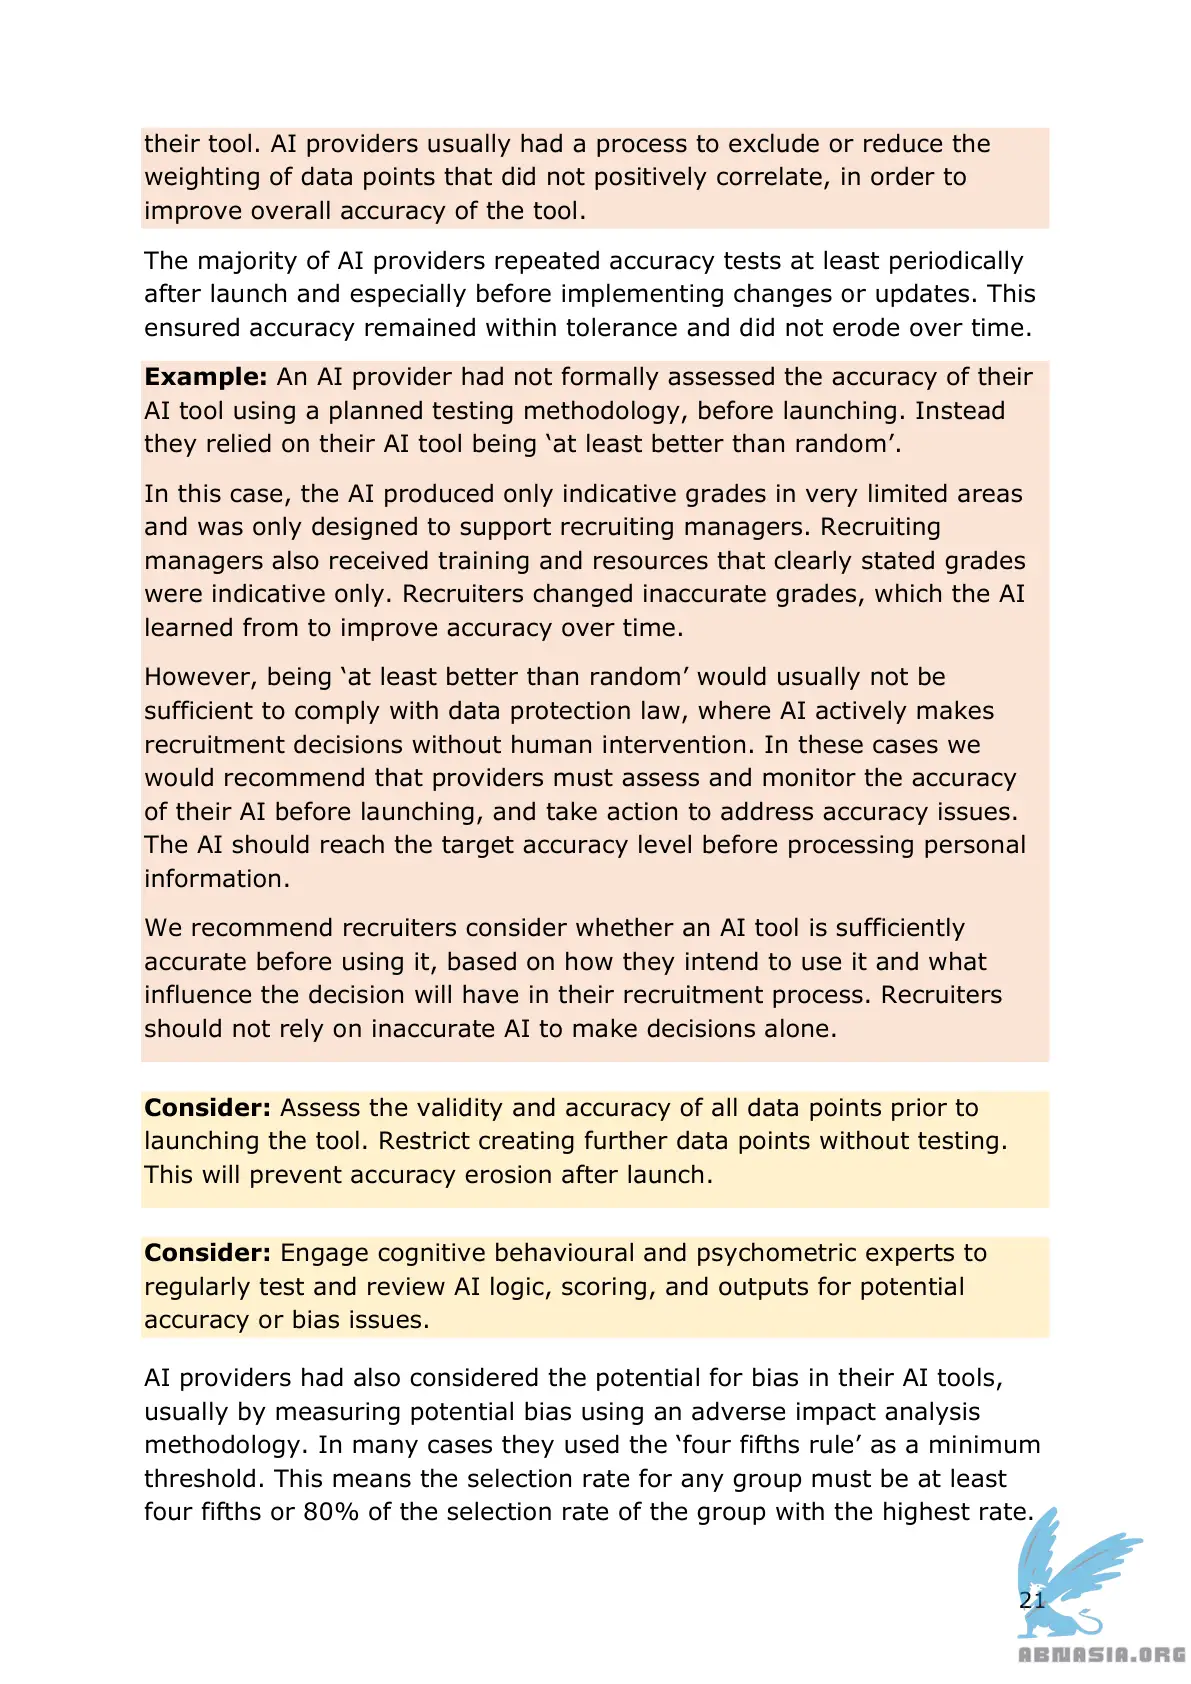 their tool. AI providers usually had a process to exclude or reduce the
weighting of data points that did not positively correlate, in order to
improve overall accuracy of the tool.
The majority of AI providers repeated accuracy tests at least periodically
after launch and especially before implementing changes or updates. This
ensured accuracy remained within tolerance and did not erode over time.
Example: An AI provider had not formally assessed the accuracy of their
AI tool using a planned testing methodology, before launching. Instead
they relied on their AI tool being ‘at least better than random’.
In this case, the AI produced only indicative grades in very limited areas
and was only designed to support recruiting managers. Recruiting
managers also received training and resources that clearly stated grades
were indicative only. Recruiters changed inaccurate grades, which the AI
learned from to improve accuracy over time.
However, being ‘at least better than random’ would usually not be
sufficient to comply with data protection law, where AI actively makes
recruitment decisions without human intervention. In these cases we
would recommend that providers must assess and monitor the accuracy
of their AI before launching, and take action to address accuracy issues.
The AI should reach the target accuracy level before processing personal
information.
We recommend recruiters consider whether an AI tool is sufficiently
accurate before using it, based on how they intend to use it and what
influence the decision will have in their recruitment process. Recruiters
should not rely on inaccurate AI to make decisions alone.
Consider: Assess the validity and accuracy of all data points prior to
launching the tool. Restrict creating further data points without testing.
This will prevent accuracy erosion after launch.
Consider: Engage cognitive behavioural and psychometric experts to
regularly test and review AI logic, scoring, and outputs for potential
accuracy or bias issues.
AI providers had also considered the potential for bias in their AI tools,
usually by measuring potential bias using an adverse impact analysis
methodology. In many cases they used the ‘four fifths rule’ as a minimum
threshold. This means the selection rate for any group must be at least
four fifths or 80% of the selection rate of the group with the highest rate.
21
ABNASIA.ORG